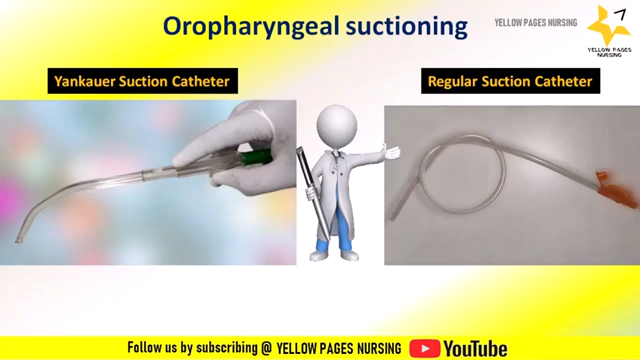 Oropharyngeal suctioning
YELLOW PAGES NURSING
YELLOW PAGES
NURSING
Yankauer Suction Catheter
Regular Suction Catheter
Follow us by subscribing @ YELLOW PAGES NURSING YouTube